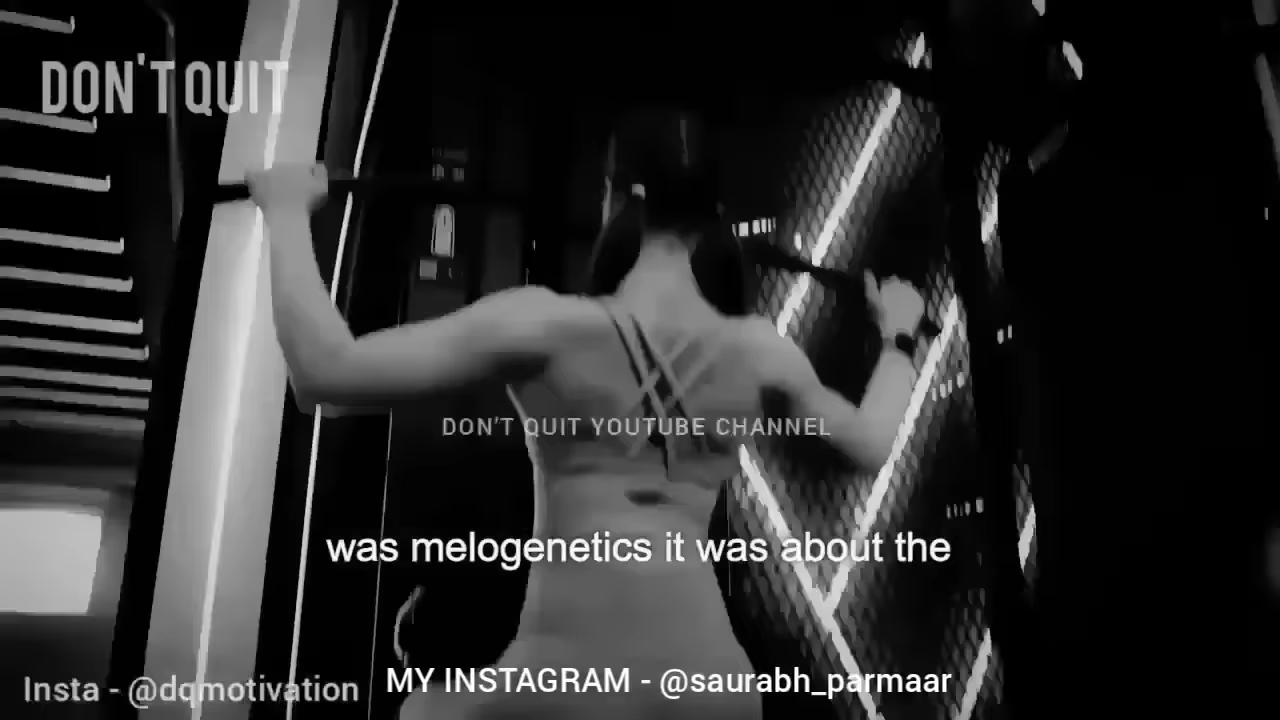 DON'T QUIT
DON'T QUIT YOUTUBE CHANNEL
was melogenetics it was about the
Insta - @dqmotivation
MY INSTAGRAM - @saurabh_parmaar